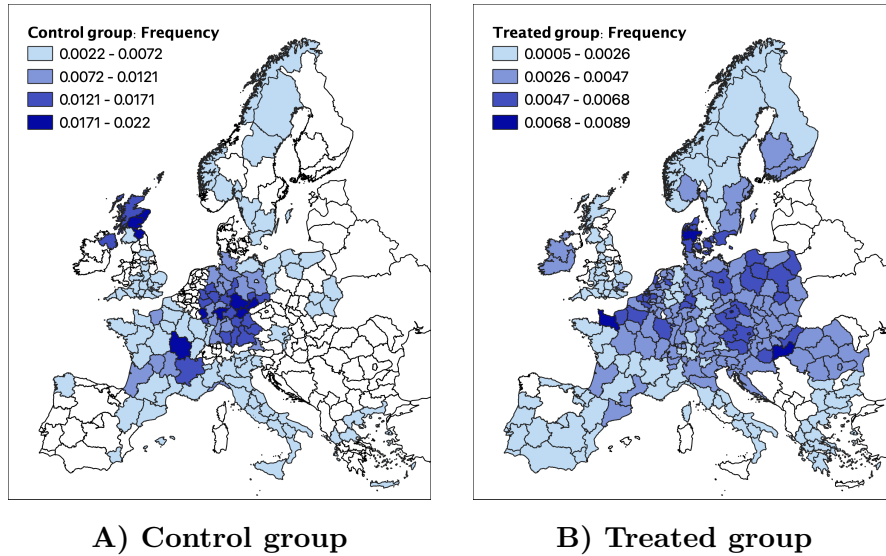 Control group: Frequency
0.0022 - 0.0072
0.0072 - 0.0121
0.0121 - 0.0171
0.0171 - 0.022
Treated group: Frequency
0.0005 - 0.0026
0.0026 - 0.0047
0.0047 - 0.0068
0.0068 - 0.0089
A) Control group
B) Treated group